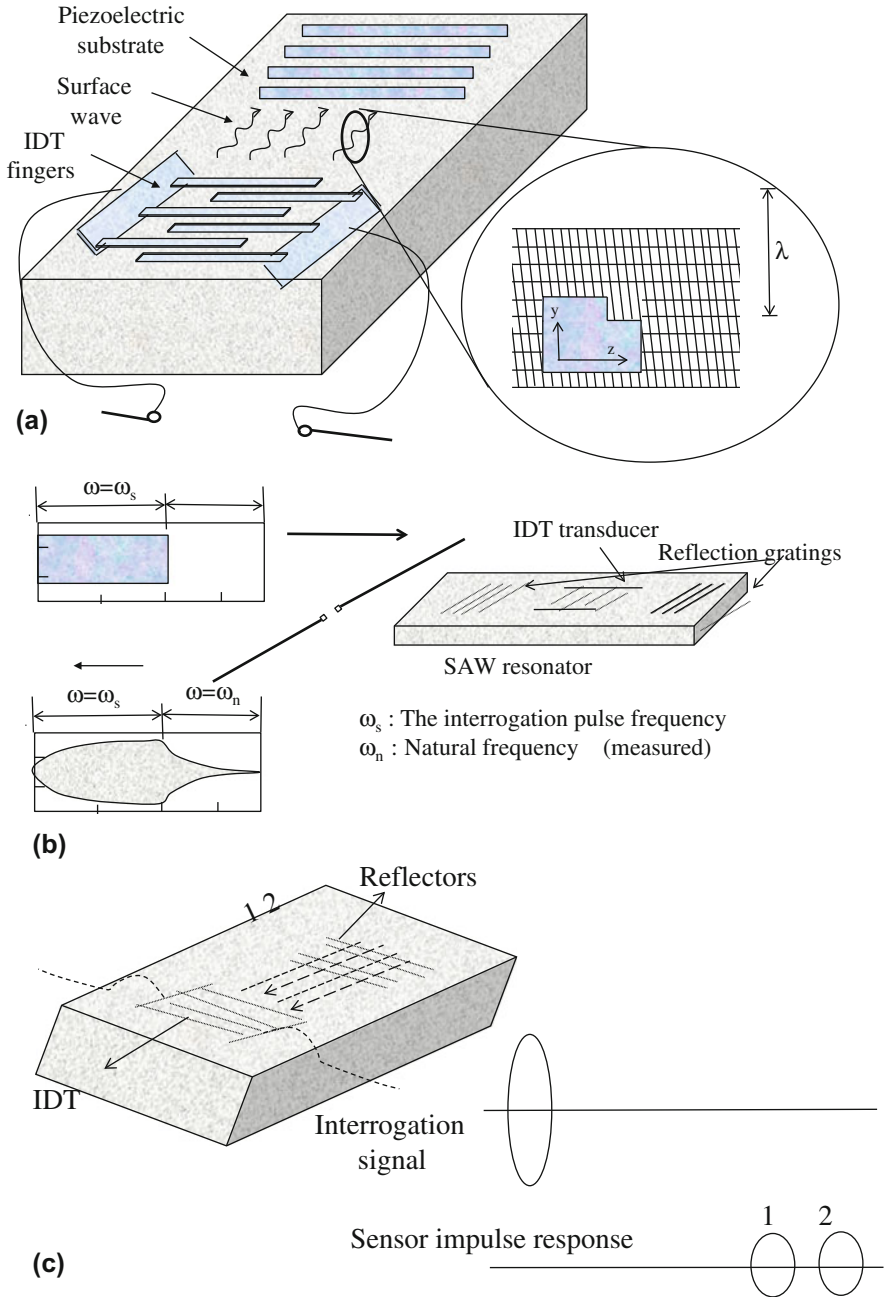 Piezoelectric
substrate
Surface
wave
IDT
fingers
λ
y
z
(a)
ω=ωs
IDT transducer
Reflection gratings
SAW resonator
ω=ωs
ω=ωn
ωs : The interrogation pulse frequency
ωn : Natural frequency (measured)
(b)
Reflectors
1 2
IDT
Interrogation
signal
1
2
Sensor impulse response
(c)